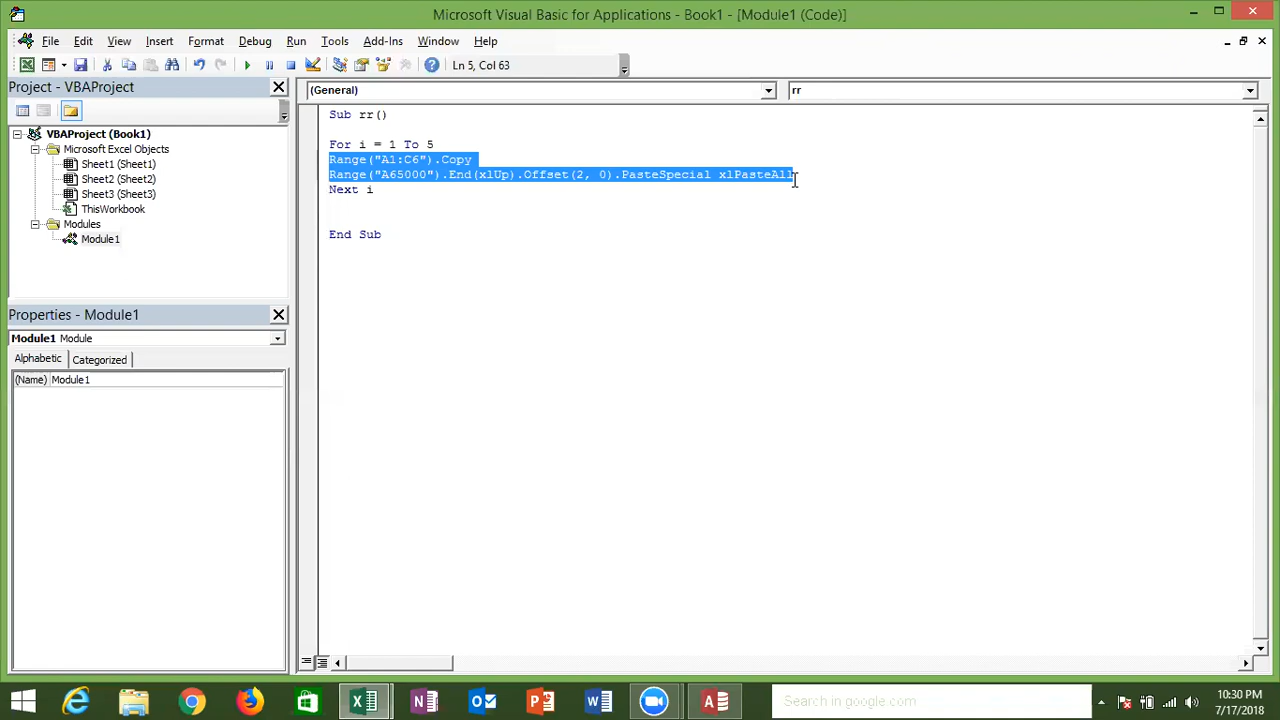 Microsoft Visual Basic for Applications - Book1 - [Module1 (Code)]
File Edit View Insert Format Debug Run Tools Add-Ins Window Help
Ln 5, Col 63
Project - VBAProject
(General)
rr
VBAProject (Book1)
Microsoft Excel Objects
Sheet1 (Sheet1)
Sheet2 (Sheet2)
Sheet3 (Sheet3)
ThisWorkbook
Modules
Module1
Sub rr()
For i = 1 To 5
Range("A1:C6").Copy
Range("A65000").End(xlUp).Offset(2, 0).PasteSpecial xlPasteAll
Next i
End Sub
Properties - Module1
Module1 Module
Alphabetic Categorized
(Name) Module1
Search in google.com
10:30 PM
7/17/2018